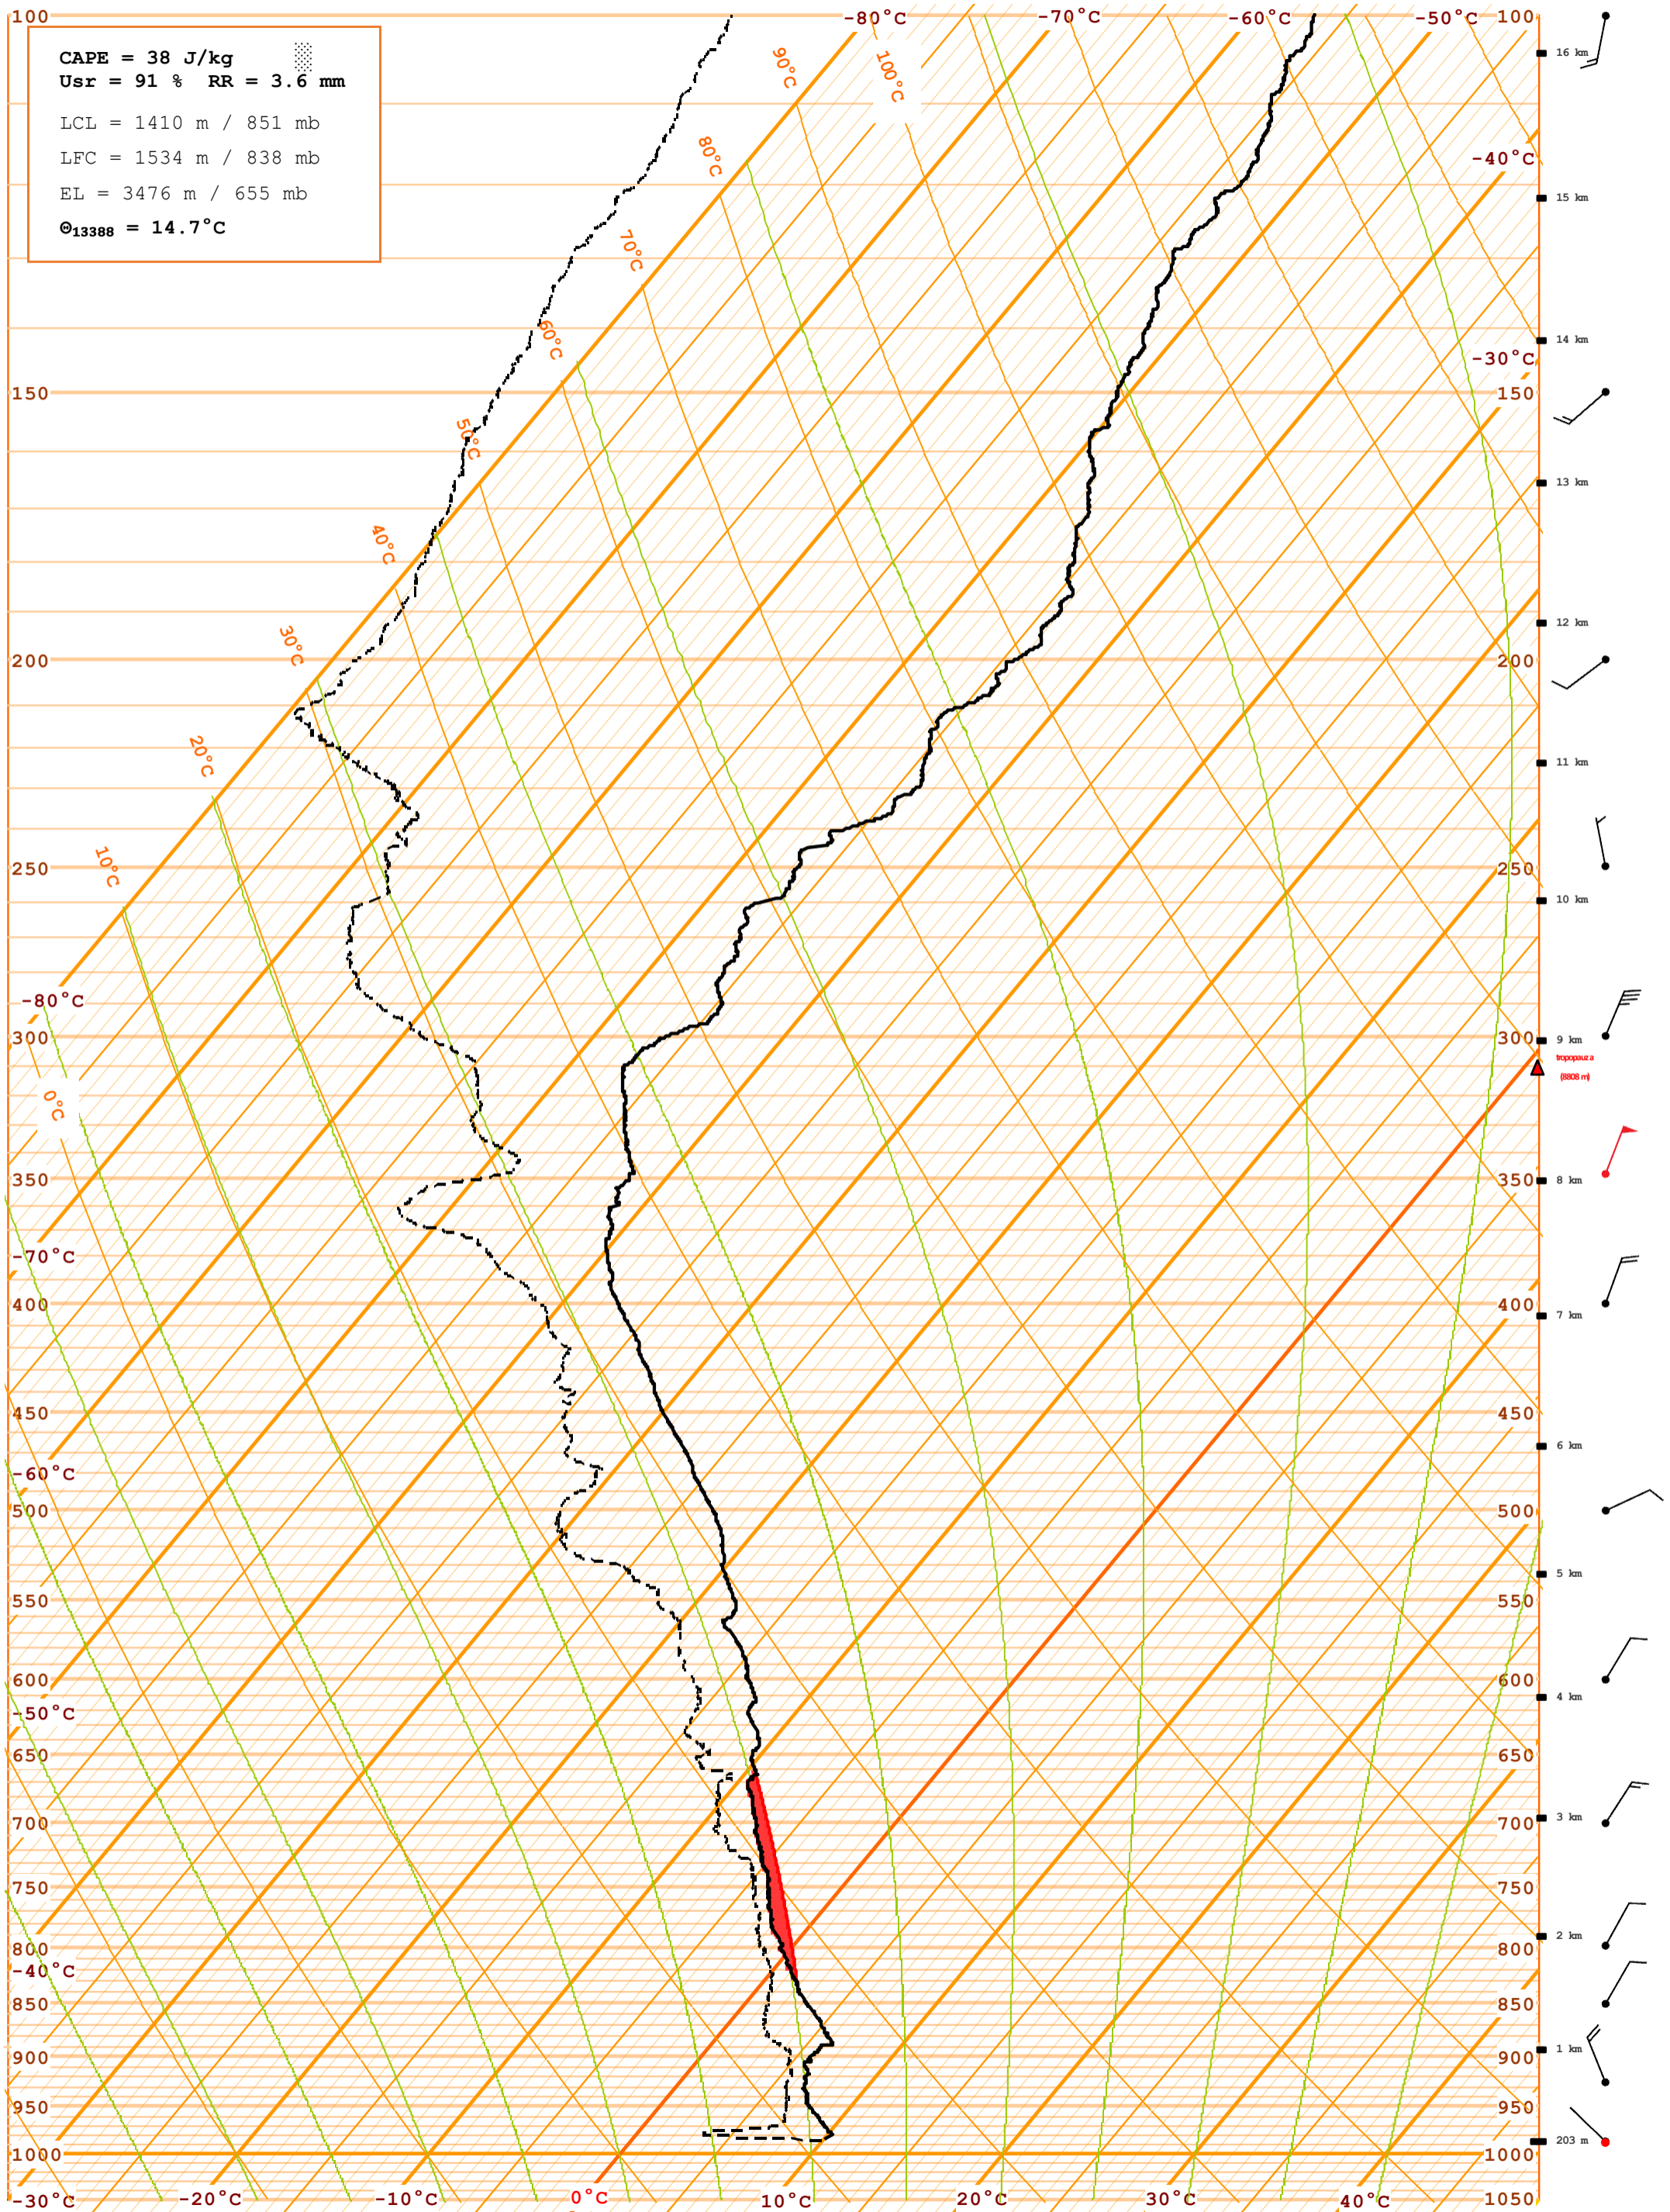 100 -80°C -70°C -60°C -50°C 100
CAPE = 38 J/kg
Usr = 91 %  RR = 3.6 mm
LCL = 1410 m / 851 mb
LFC = 1534 m / 838 mb
EL = 3476 m / 655 mb
Θ13388 = 14.7°C
16 km
90°C 100°C
80°C -40°C
15 km
70°C
60°C 14 km
-30°C
150 150
50°C
13 km
40°C
12 km
30°C
200 200
20°C 11 km
10°C 250 250
10 km
-80°C
300 300 9 km
tropopauza
(8808 m)
0°C
350 350 8 km
-70°C
400 400 7 km
450 450
6 km
-60°C
500 500
5 km
550 550
600 600
4 km
-50°C
650 650
3 km
700 700
750 750
2 km
800 800
-40°C
850 850
1 km
900 900
950 950
203 m
1000 1000
-30°C -20°C -10°C 0°C 10°C 20°C 30°C 40°C 1050